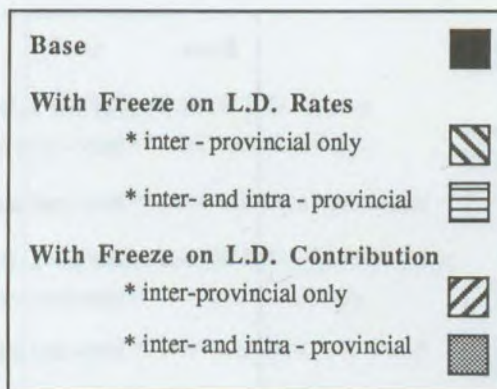 Base
With Freeze on L.D. Rates
* inter - provincial only
* inter- and intra - provincial
With Freeze on L.D. Contribution
* inter-provincial only
* inter- and intra - provincial